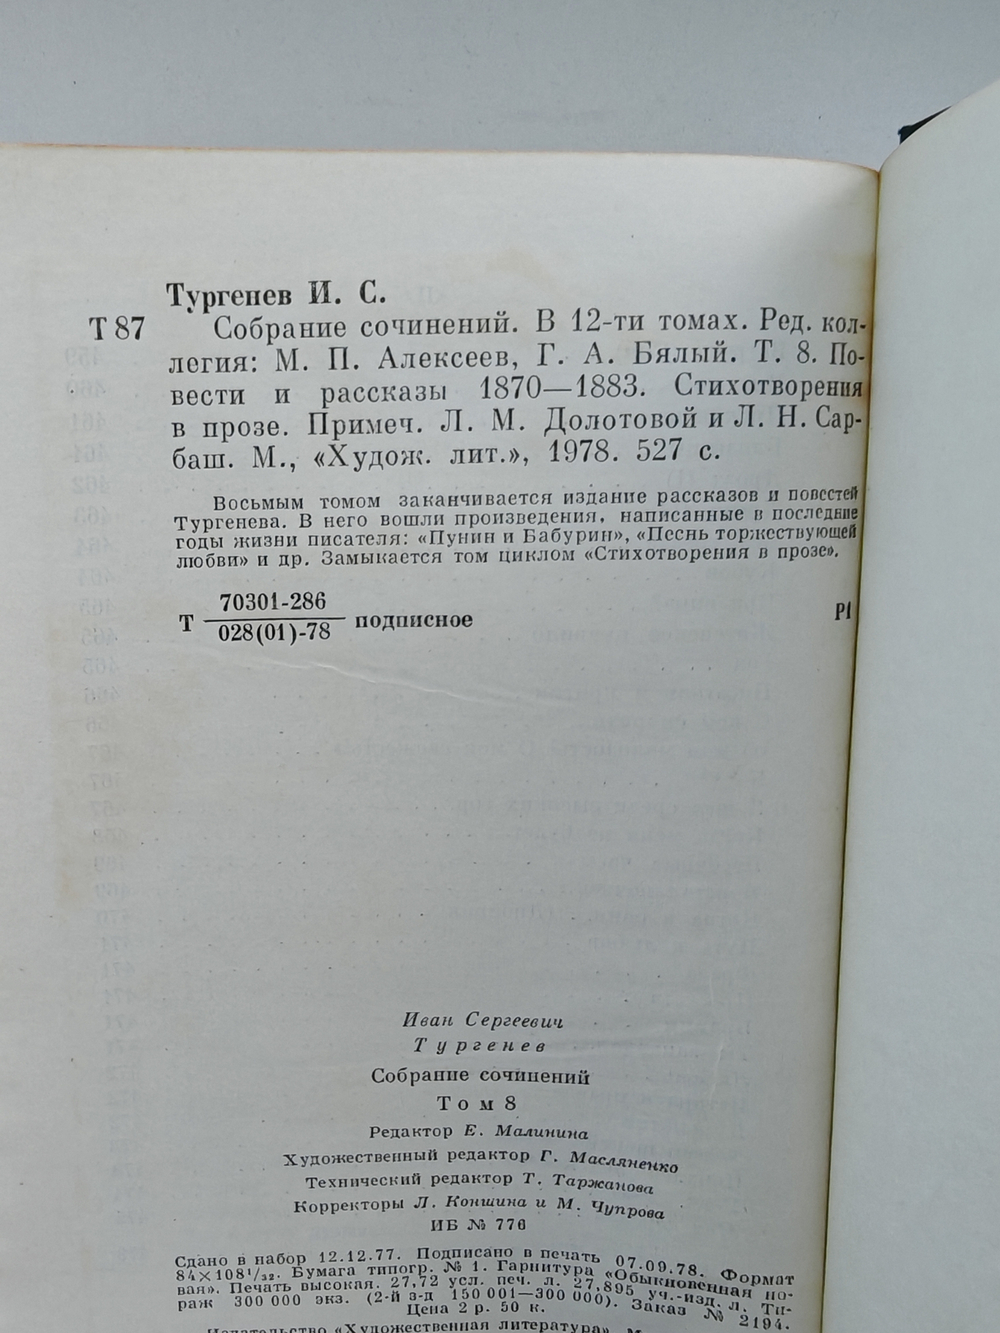 Тургенев И. С.
Т 87 Собрание сочинений. В 12-ти томах. Ред. кол-
легия: М. П. Алексеев, Г. А. Бялый. Т. 8. По-
вести и рассказы 1870—1883. Стихотворения
в прозе. Примеч. Л. М. Долотовой и Л. Н. Сар-
баш. М., «Худож. лит.», 1978. 527 с.
Восьмым томом заканчивается издание рассказов и повестей
Тургенева. В него вошли произведения, написанные в последние
годы жизни писателя: «Пунин и Бабурин», «Песнь торжествующей
любви» и др. Замыкается том циклом «Стихотворения в прозе».
Т 70301-286
028(01)-78 подписное Р1
Иван Сергеевич
Тургенев
Собрание сочинений
Том 8
Редактор Е. Малинина
Художественный редактор Г. Масляненко
Технический редактор Т. Таржанова
Корректоры Л. Коншина и М. Чупрова
ИБ № 776
Сдано в набор 12.12.77. Подписано в печать 07.09.78. Формат
84×108¹/₃₂. Бумага типогр. № 1. Гарнитура «Обыкновенная но-
вая». Печать высокая. 27,72 усл. печ. л. 27,895 уч.-изд. л. Ти-
раж 300 000 экз. (2-й з-д 150 001—300 000). Заказ № 2194.
Цена 2 р. 50 к.
Издательство «Художественная литература».